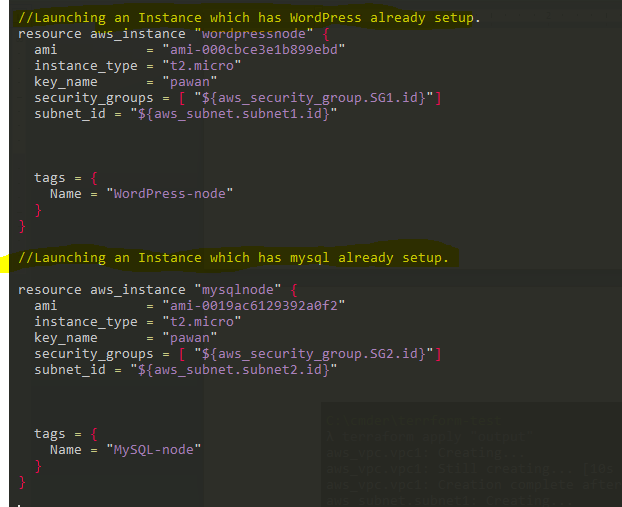 //Launching an Instance which has WordPress already setup.
resource aws_instance "wordpressnode" {
  ami           = "ami-000cbce3e1b899ebd"
  instance_type = "t2.micro"
  key_name      = "pawan"
  security_groups = [ "${aws_security_group.SG1.id}"]
  subnet_id = "${aws_subnet.subnet1.id}"
  tags = {
    Name = "WordPress-node"
  }
}
//Launching an Instance which has mysql already setup.
resource aws_instance "mysqlnode" {
  ami           = "ami-0019ac6129392a0f2"
  instance_type = "t2.micro"
  key_name      = "pawan"
  security_groups = [ "${aws_security_group.SG2.id}"]
  subnet_id = "${aws_subnet.subnet2.id}"
  tags = {
    Name = "MySQL-node"
  }
}